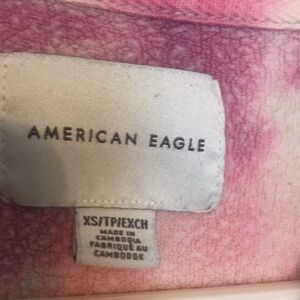 AMERICAN EAGLE
XS/TP/EXCH
MADE IN
CAMBODIA
FABRIQUÉ AU
CAMBODGE